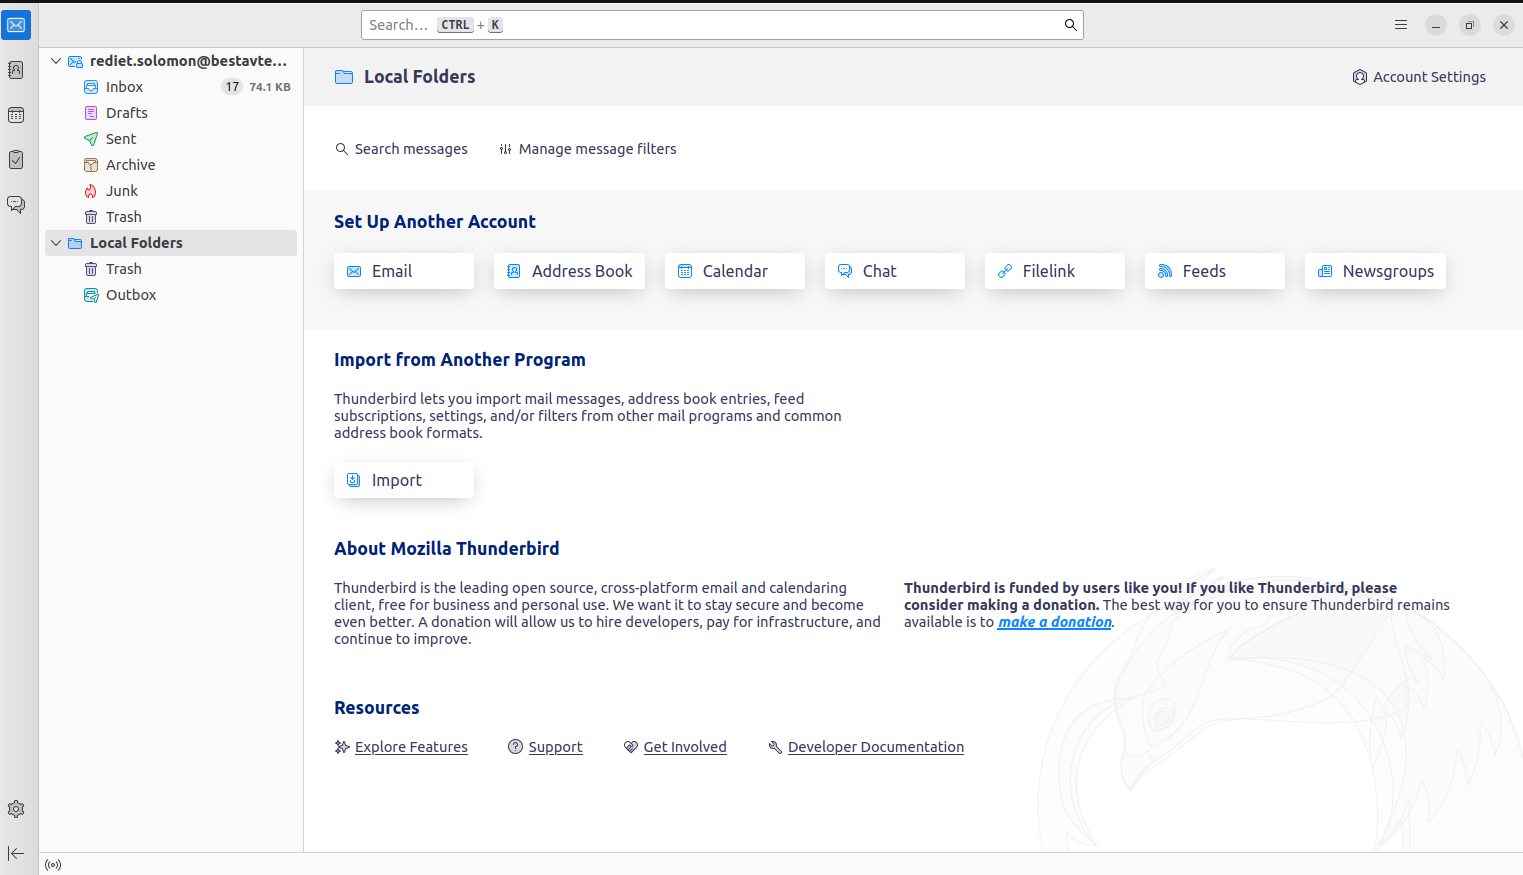 Search... CTRL + K
rediet.solomon@bestavte...
Inbox 17 74.1 KB
Drafts
Sent
Archive
Junk
Trash
Local Folders
Trash
Outbox
Local Folders
Account Settings
Search messages Manage message filters
Set Up Another Account
Email Address Book Calendar Chat Filelink Feeds Newsgroups
Import from Another Program
Thunderbird lets you import mail messages, address book entries, feed
subscriptions, settings, and/or filters from other mail programs and common
address book formats.
Import
About Mozilla Thunderbird
Thunderbird is the leading open source, cross-platform email and calendaring
client, free for business and personal use. We want it to stay secure and become
even better. A donation will allow us to hire developers, pay for infrastructure, and
continue to improve.
Thunderbird is funded by users like you! If you like Thunderbird, please
consider making a donation. The best way for you to ensure Thunderbird remains
available is to make a donation.
Resources
Explore Features Support Get Involved Developer Documentation